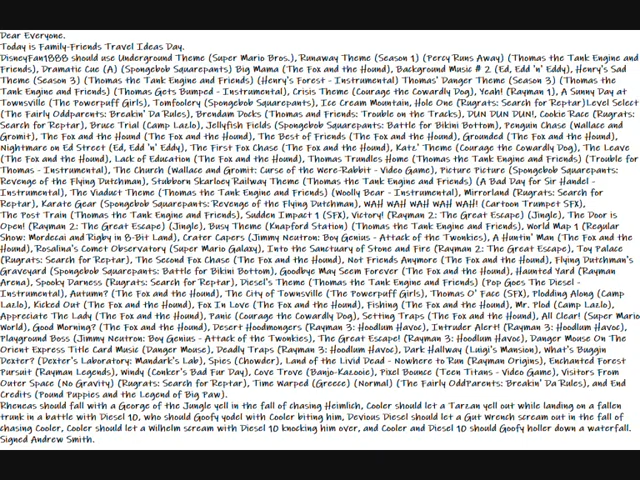 Dear Everyone.
Today is Family-Friends Travel Ideas Day.
DisneyFan1888 should use Underground Theme (Super Mario Bros.), Runaway Theme (Season 1) (Percy Runs Away) (Thomas the Tank Engine and
Friends), Dramatic Cue (A) (Spongebob Squarepants) Big Mama (The Fox and the Hound), Background Music # 2 (Ed, Edd 'n' Eddy), Henry's Sad
Theme (Season 3) (Thomas the Tank Engine and Friends) (Henry's Forest - Instrumental) Thomas' Danger Theme (Season 3) (Thomas the
Tank Engine and Friends) (Thomas Gets Bumped - Instrumental), Crisis Theme (Courage the Cowardly Dog), Yeah! (Rayman 1), A Sunny Day at
Townsville (The Powerpuff Girls), Tomfoolery (Spongebob Squarepants), Ice Cream Mountain, Hole One (Rugrats: Search for Reptar)Level Select
(The Fairly Oddparents: Breakin' Da Rules), Brendam Docks (Thomas and Friends: Trouble on the Tracks), DUN DUN DUN!, Cookie Race (Rugrats:
Search for Reptar), Bruce Trial (Camp Lazlo), Jellyfish Fields (Spongebob Squarepants: Battle for Bikini Bottom), Penguin Chase (Wallace and
Gromit), The Fox and the Hound (The Fox and the Hound), The Best of Friends (The Fox and the Hound), Grounded (The Fox and the Hound),
Nightmare on Ed Street (Ed, Edd 'n' Eddy), The First Fox Chase (The Fox and the Hound), Katz' Theme (Courage the Cowardly Dog), The Leave
(The Fox and the Hound), Lack of Education (The Fox and the Hound), Thomas Trundles Home (Thomas the Tank Engine and Friends) (Trouble for
Thomas - Instrumental), The Church (Wallace and Gromit: Curse of the Were-Rabbit - Video Game), Picture Picture (Spongebob Squarepants:
Revenge of the Flying Dutchman), Stubborn Skarloey Railway Theme (Thomas the Tank Engine and Friends) (A Bad Day for Sir Handel -
Instrumental), The Viaduct Theme (Thomas the Tank Engine and Friends) (Woolly Bear - Instrumental), Mirrorland (Rugrats: Search for
Reptar), Karate Gear (Spongebob Squarepants: Revenge of the Flying Dutchman), WAH WAH WAH WAH WAH! (Cartoon Trumpet SFX),
The Post Train (Thomas the Tank Engine and Friends), Sudden Impact 1 (SFX), Victory! (Rayman 2: The Great Escape) (Jingle), The Door is
Open! (Rayman 2: The Great Escape) (Jingle), Busy Theme (Knapford Station) (Thomas the Tank Engine and Friends), World Map 1 (Regular
Show: Mordecai and Rigby in 8-Bit Land), Crater Capers (Jimmy Neutron: Boy Genius - Attack of the Twonkies), A Huntin' Man (The Fox and the
Hound), Rosalina's Comet Observatory (Super Mario Galaxy), Into the Sanctuary of Stone and Fire (Rayman 2: The Great Escape), Toy Palace
(Rugrats: Search for Reptar), The Second Fox Chase (The Fox and the Hound), Not Friends Anymore (The Fox and the Hound), Flying Dutchman's
Graveyard (Spongebob Squarepants: Battle for Bikini Bottom), Goodbye May Seem Forever (The Fox and the Hound), Haunted Yard (Rayman
Arena), Spooky Darness (Rugrats: Search for Reptar), Diesel's Theme (Thomas the Tank Engine and Friends) (Pop Goes The Diesel -
Instrumental), Autumn? (The Fox and the Hound), The City of Townsville (The Powerpuff Girls), Thomas O' Face (SFX), Plodding Along (Camp
Lazlo), Kicked Out (The Fox and the Hound), Fox In Love (The Fox and the Hound), Fishing (The Fox and the Hound), Mr. Plod (Camp Lazlo),
Appreciate The Lady (The Fox and the Hound), Panic (Courage the Cowardly Dog), Setting Traps (The Fox and the Hound), All Clear! (Super Mario
World), Good Morning? (The Fox and the Hound), Desert Hoodmongers (Rayman 3: Hoodlum Havoc), Intruder Alert! (Rayman 3: Hoodlum Havoc),
Playground Boss (Jimmy Neutron: Boy Genius - Attack of the Twonkies), The Great Escape! (Rayman 3: Hoodlum Havoc), Danger Mouse On The
Orient Express Title Card Music (Danger Mouse), Deadly Traps (Rayman 3: Hoodlum Havoc), Dark Hallway (Luigi's Mansion), What's Buggin
Dexter? (Dexter's Laboratory: Mandark's Lab), Spies (Chowder), Land of the Livid Dead - Nowhere to Run (Rayman Origins), Enchanted Forest
Pursuit (Rayman Legends), Windy (Conker's Bad Fur Day), Cove Trove (Banjo-Kazooie), Pixel Bounce (Teen Titans - Video Game), Visitors From
Outer Space (No Gravity) (Rugrats: Search for Reptar), Time Warped (Greece) (Normal) (The Fairly OddParents: Breakin' Da Rules), and End
Credits (Pound Puppies and the Legend of Big Paw).
Rheneas should fall with a George of the Jungle yell in the fall of chasing Heimlich, Cooler should let a Tarzan yell out while landing on a fallen
trunk in a battle with Diesel 10, who should Goofy yodel with Cooler biting him, Devious Diesel should let a Gut Wrench scream out in the fall of
chasing Cooler, Cooler should let a Wilhelm scream with Diesel 10 knocking him over, and Cooler and Diesel 10 should Goofy holler down a waterfall.
Signed Andrew Smith.